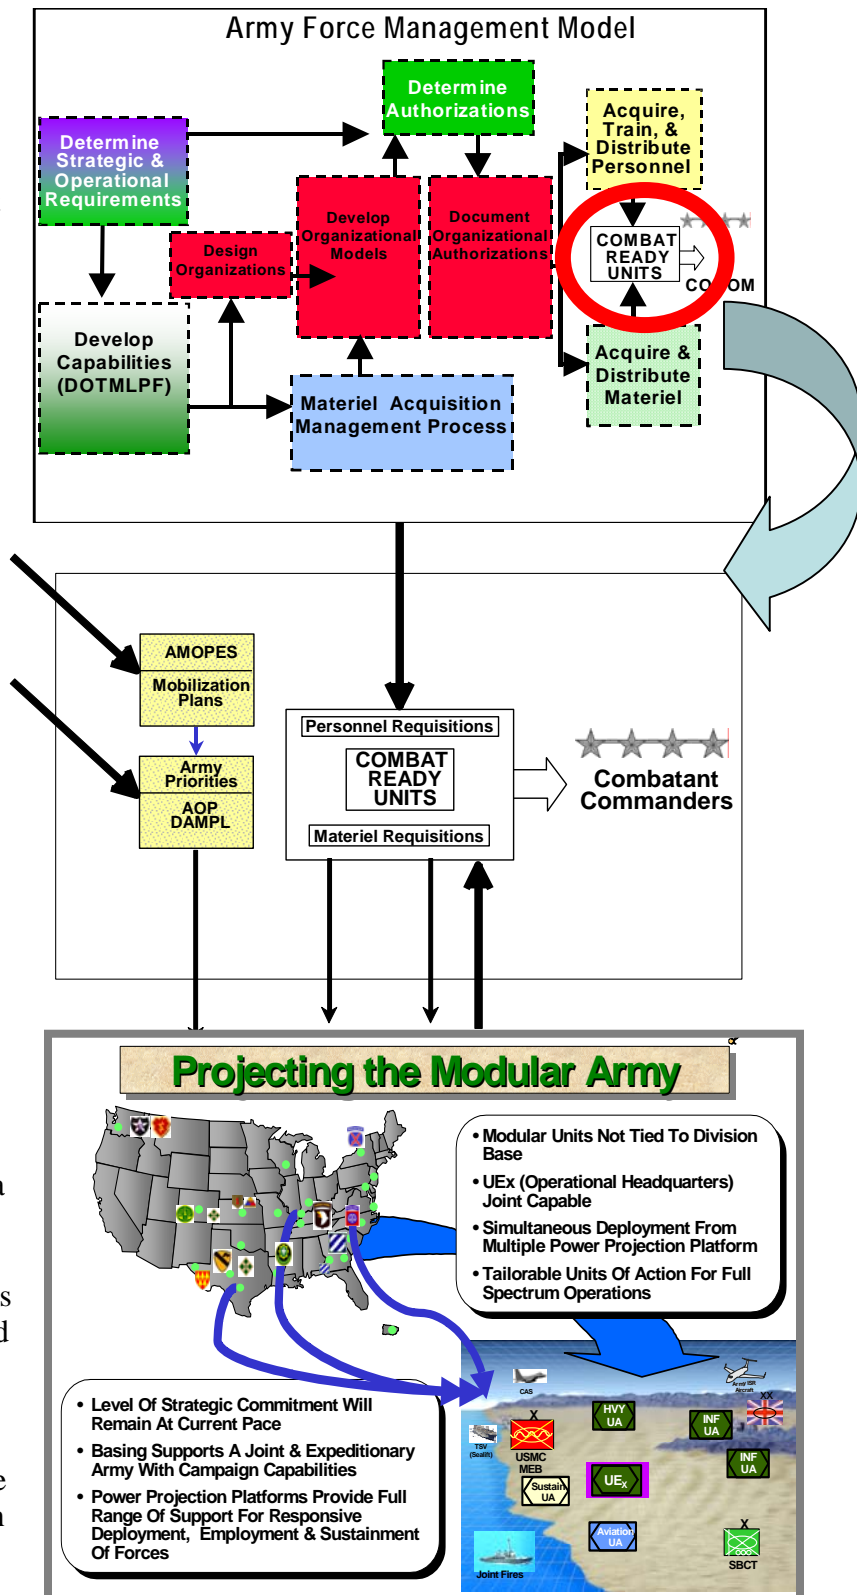 Army Force Management Model
Determine
Authorizations
Acquire,
Train, &
Distribute
Personnel
Determine
Strategic &
Operational
Requirements
Develop
Organizational
Models
Document
Organizational
Authorizations
Design
Organizations
COMBAT
READY
UNITS
Develop
Capabilities
(DOTMLPF)
Acquire &
Distribute
Materiel
Materiel Acquisition
Management Process
AMOPES
Mobilization
Plans
Army
Priorities
AOP
DAMPL
Personnel Requisitions
COMBAT
READY
UNITS
Materiel Requisitions
Combatant
Commanders
Projecting the Modular Army
• Modular Units Not Tied To Division
Base
• UEx (Operational Headquarters)
Joint Capable
• Simultaneous Deployment From
Multiple Power Projection Platform
• Tailorable Units Of Action For Full
Spectrum Operations
a
s
d
e
n
• Level Of Strategic Commitment Will
Remain At Current Pace
• Basing Supports A Joint & Expeditionary
Army With Campaign Capabilities
• Power Projection Platforms Provide Full
Range Of Support For Responsive
Deployment, Employment & Sustainment
Of Forces
CAS
Army ISR
Aircraft
XX
TSV
(Sealift)
X
USMC
MEB
HVY
UA
INF
UA
INF
UA
Sustain
UA
UEx
Aviation
UA
X
SBCT
Joint Fires